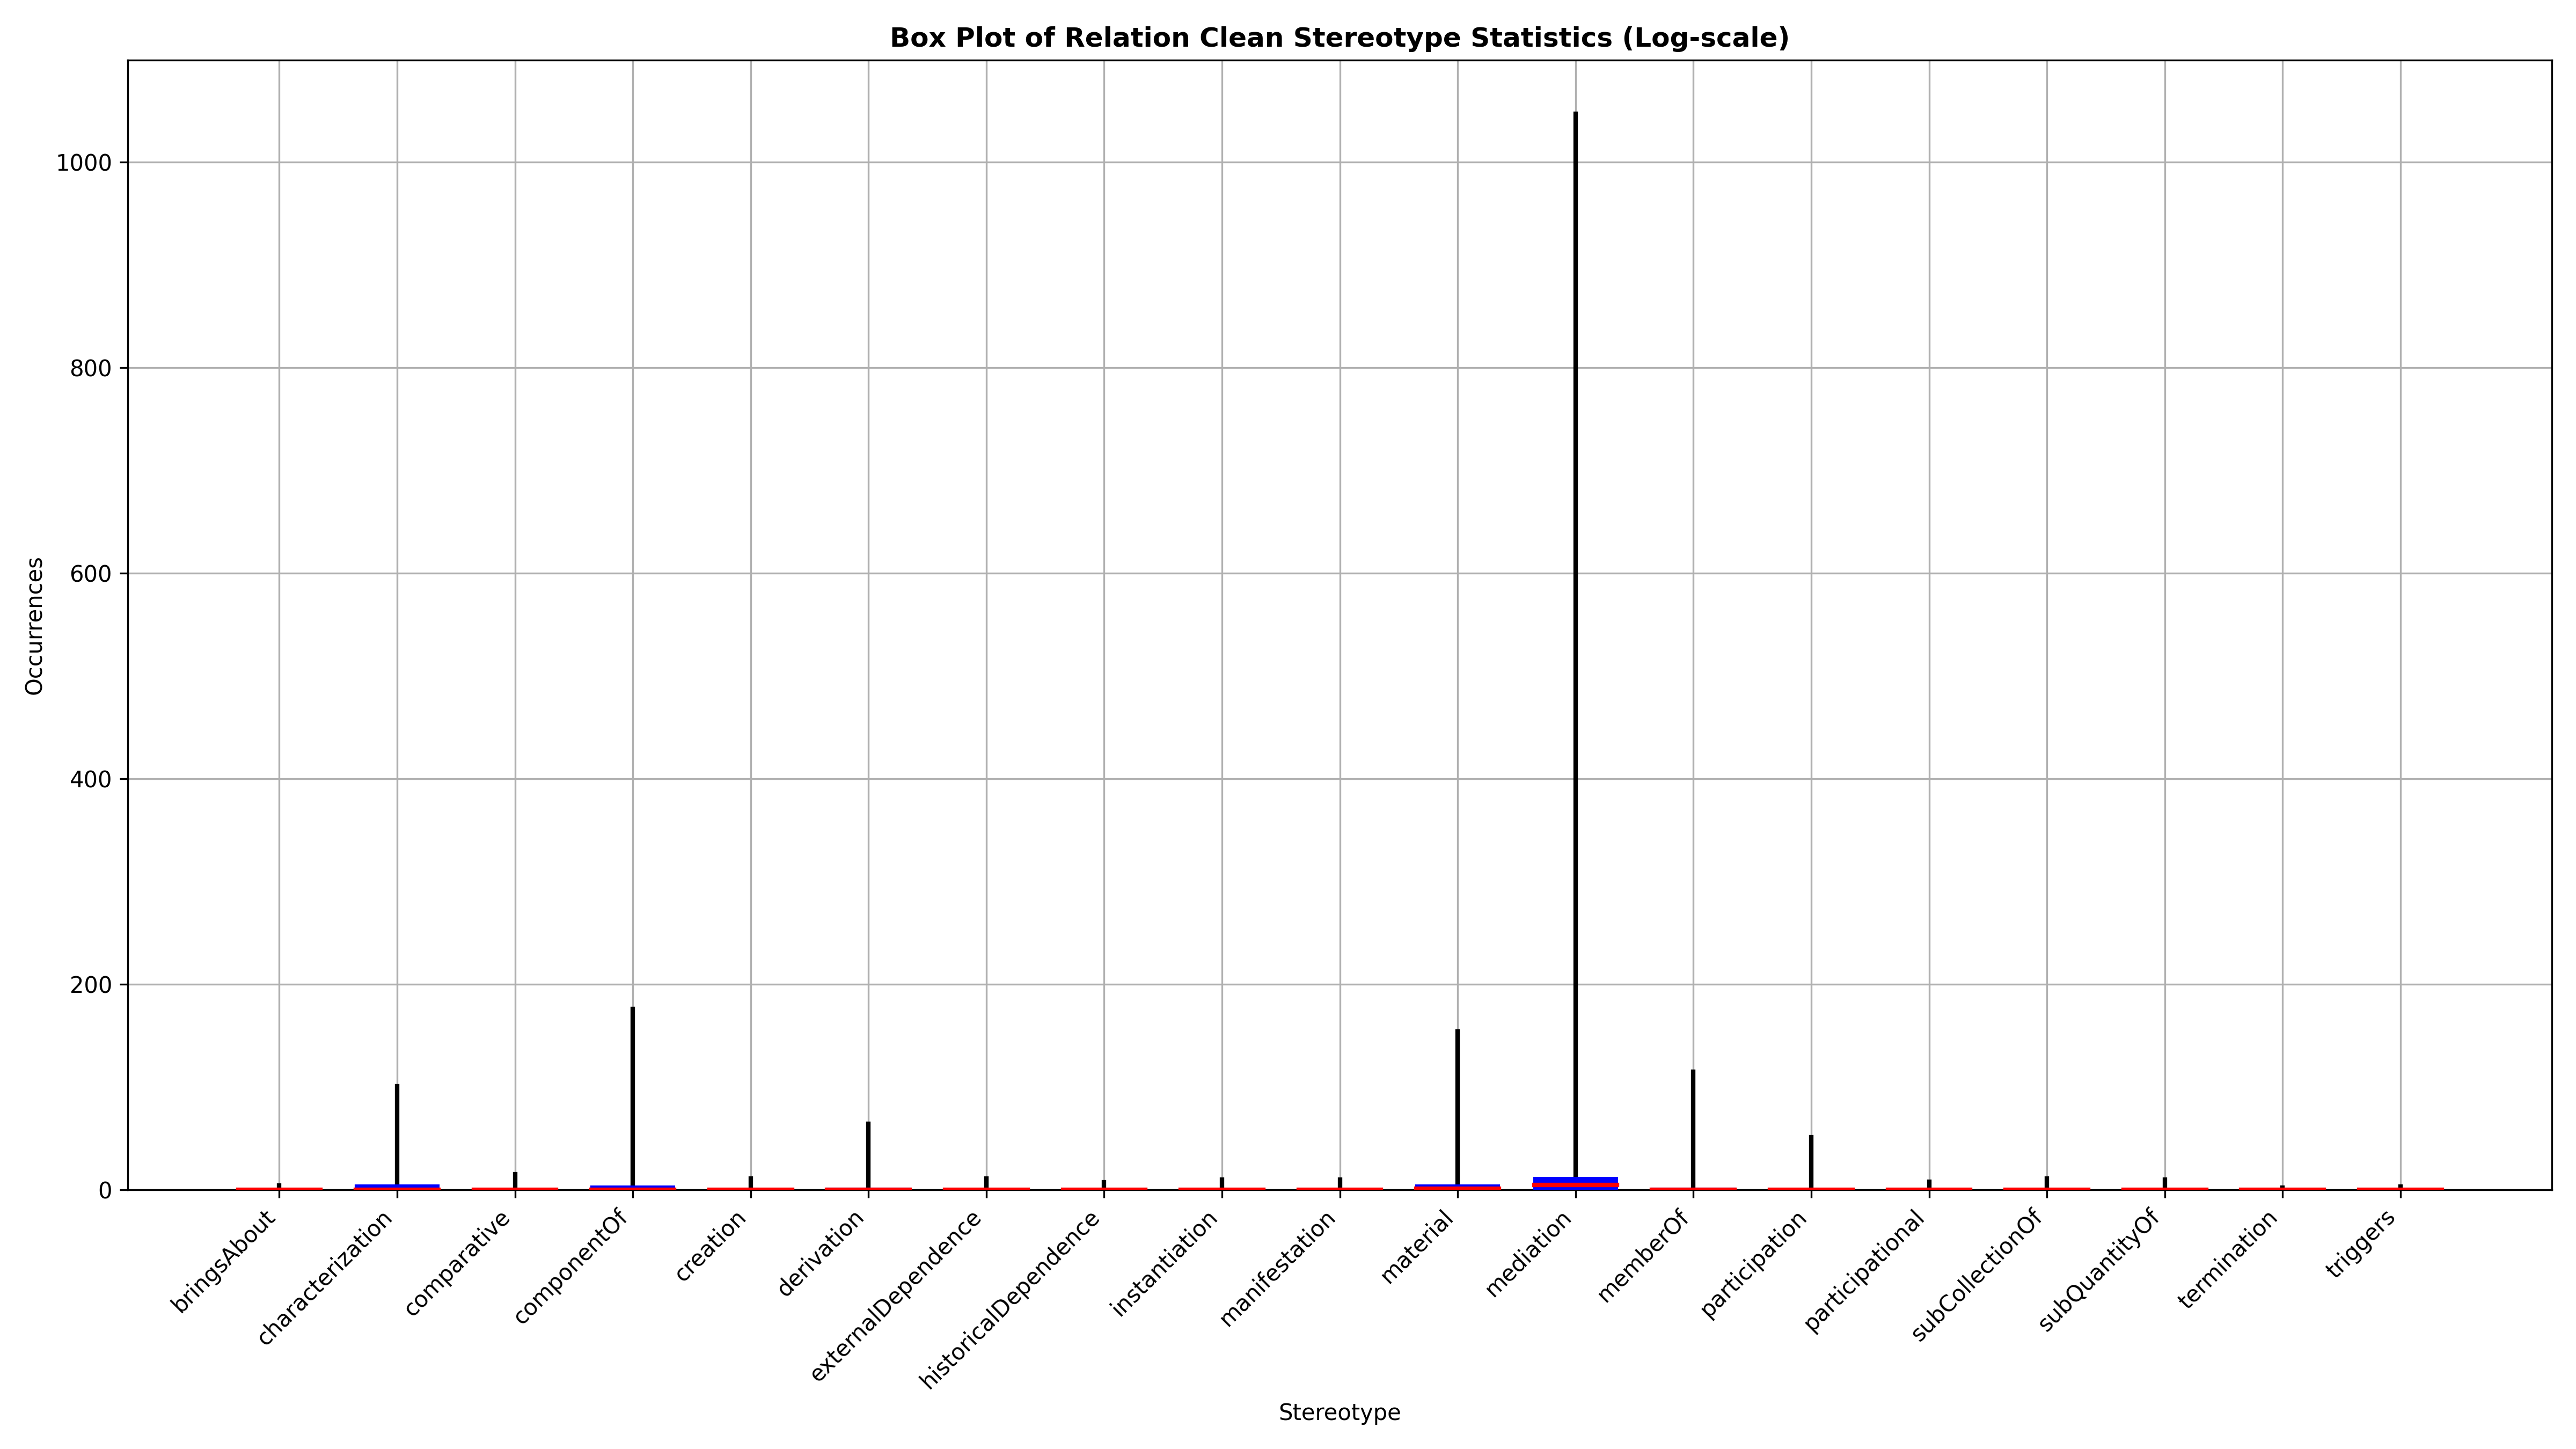 Box Plot of Relation Clean Stereotype Statistics (Log-scale)
1000
800
600
400
200
0
Occurrences
bringsAbout
characterization
comparative
componentOf
creation
derivation
externalDependence
historicalDependence
instantiation
manifestation
material
mediation
memberOf
participation
participational
subCollectionOf
subQuantityOf
termination
triggers
Stereotype